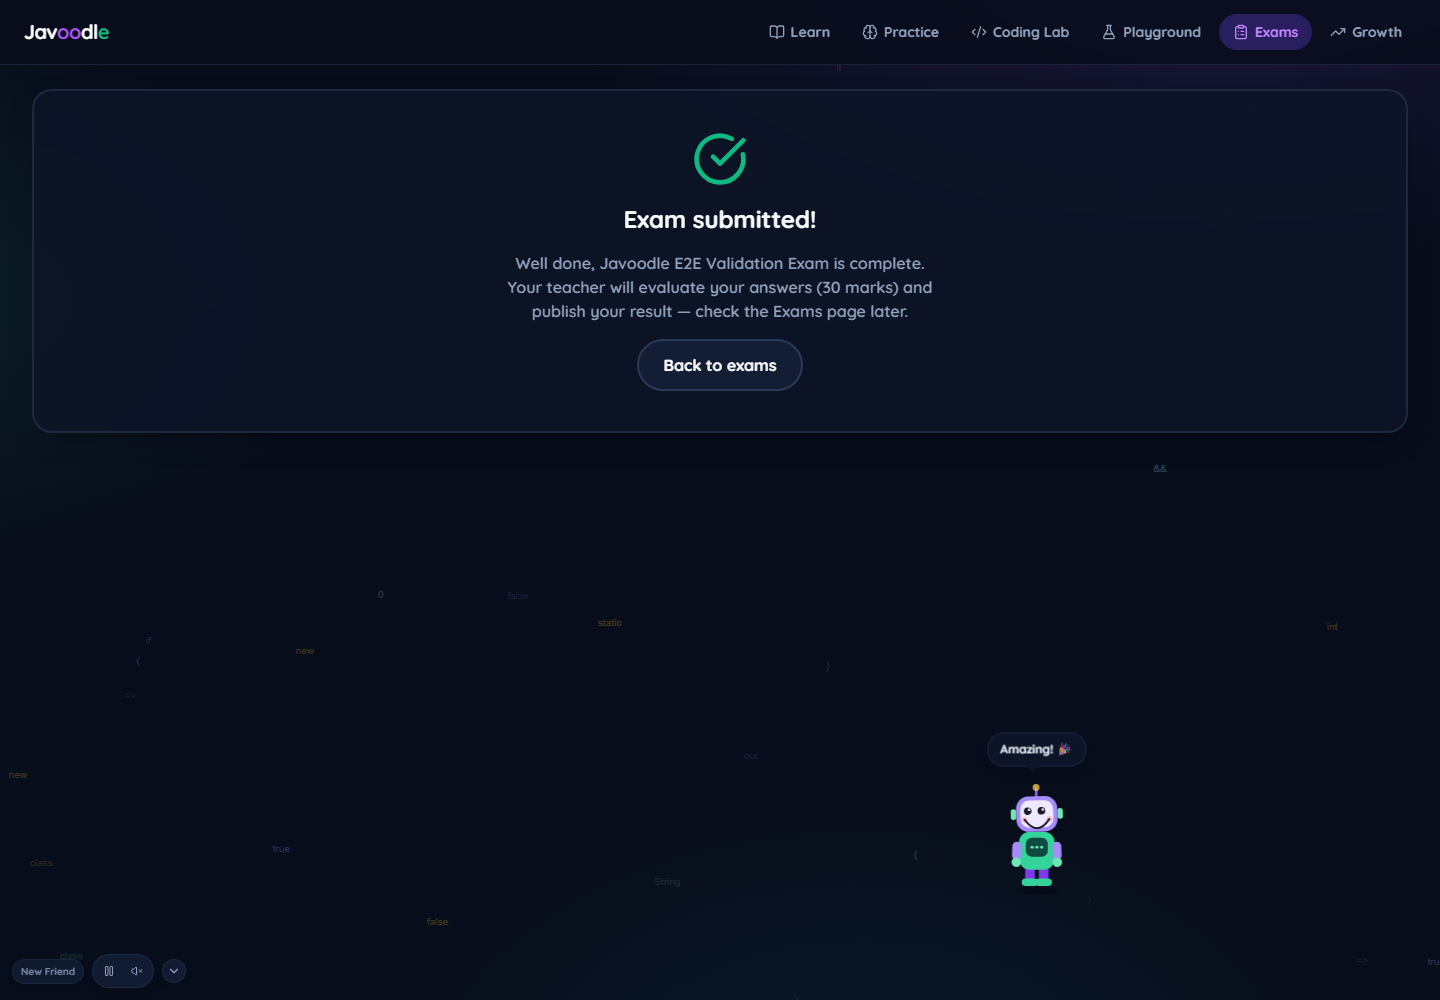 Javoodle
Learn
Practice
Coding Lab
Playground
Exams
Growth
Exam submitted!
Well done, Javoodle E2E Validation Exam is complete.
Your teacher will evaluate your answers (30 marks) and
publish your result — check the Exams page later.
Back to exams
&&
0
false
static
int
if
new
{
}
=>
out
Amazing! 🎉
new
true
class
{
String
}
false
class
=>
tru
New Friend